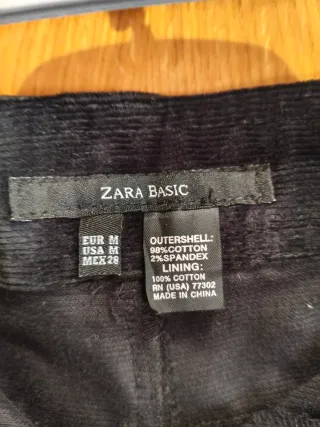 ZARA BASIC
EUR M
USA M
MEX 28
OUTERSHELL:
98%COTTON
2%SPANDEX
LINING:
100% COTTON
RN (USA) 77302
MADE IN CHINA